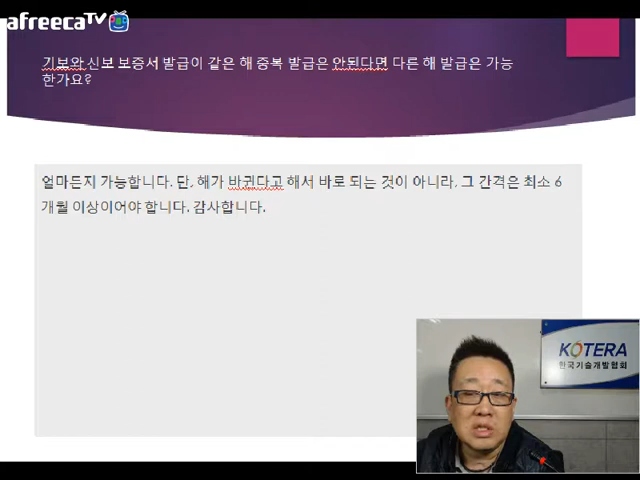 afreecaTV
기보와 신보 보증서 발급이 같은 해 중복 발급은 안된다면 다른 해 발급은 가능
한가요?
얼마든지 가능합니다. 단, 해가 바뀐다고 해서 바로 되는 것이 아니라, 그 간격은 최소 6
개월 이상이어야 합니다. 감사합니다.
KOTERA
한국기술개발협회